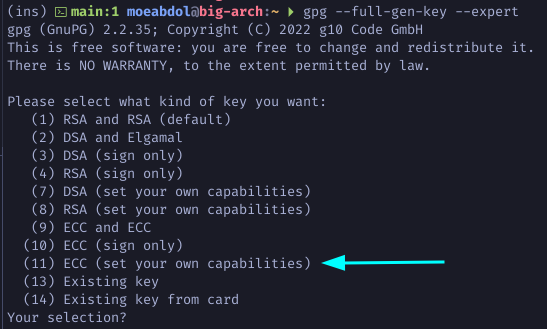 (ins) main:1 moeabdol@big-arch:~ gpg --full-gen-key --expert
gpg (GnuPG) 2.2.35; Copyright (C) 2022 g10 Code GmbH
This is free software: you are free to change and redistribute it.
There is NO WARRANTY, to the extent permitted by law.
Please select what kind of key you want:
(1) RSA and RSA (default)
(2) DSA and Elgamal
(3) DSA (sign only)
(4) RSA (sign only)
(7) DSA (set your own capabilities)
(8) RSA (set your own capabilities)
(9) ECC and ECC
(10) ECC (sign only)
(11) ECC (set your own capabilities)
(13) Existing key
(14) Existing key from card
Your selection?